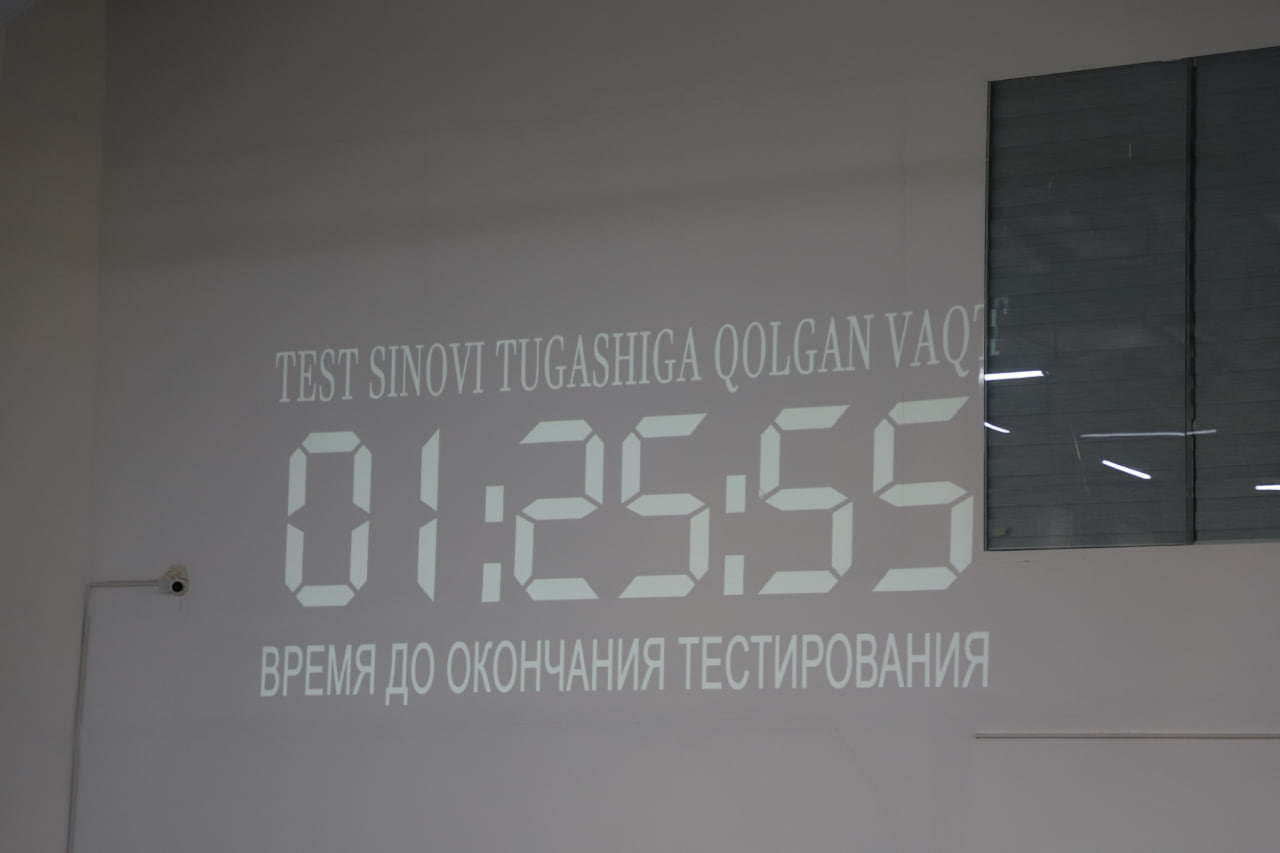 TEST SINOVI TUGASHIGA QOLGAN VAQT
01:25:55
ВРЕМЯ ДО ОКОНЧАНИЯ ТЕСТИРОВАНИЯ